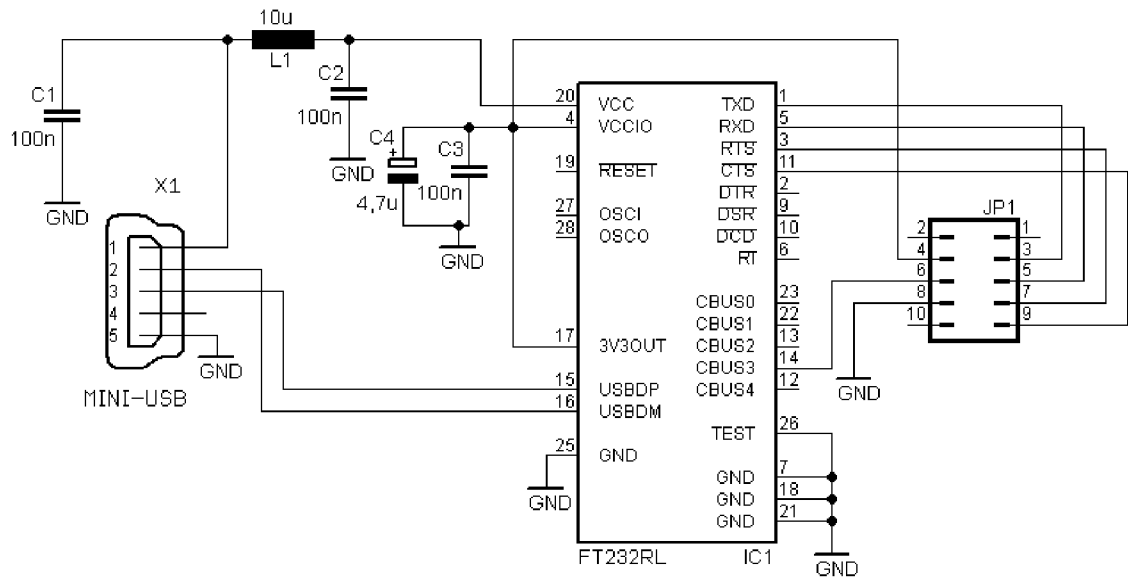 10u
L1
C1
100n
GND
C2
100n
GND
C4
+
4,7u
C3
100n
GND
X1
1
2
3
4
5
GND
MINI-USB
20 VCC
4 VCCIO
19 RESET
27 OSCI
28 OSCO
17 3V3OUT
15 USBDP
16 USBDM
25 GND
GND
TXD 1
RXD 5
RTS 3
CTS 11
DTR 2
DSR 9
DCD 10
RT 6
CBUS0 23
CBUS1 22
CBUS2 13
CBUS3 14
CBUS4 12
TEST 26
GND 7
GND 18
GND 21
GND
FT232RL IC1
JP1
2 1
4 3
6 5
8 7
10 9
GND